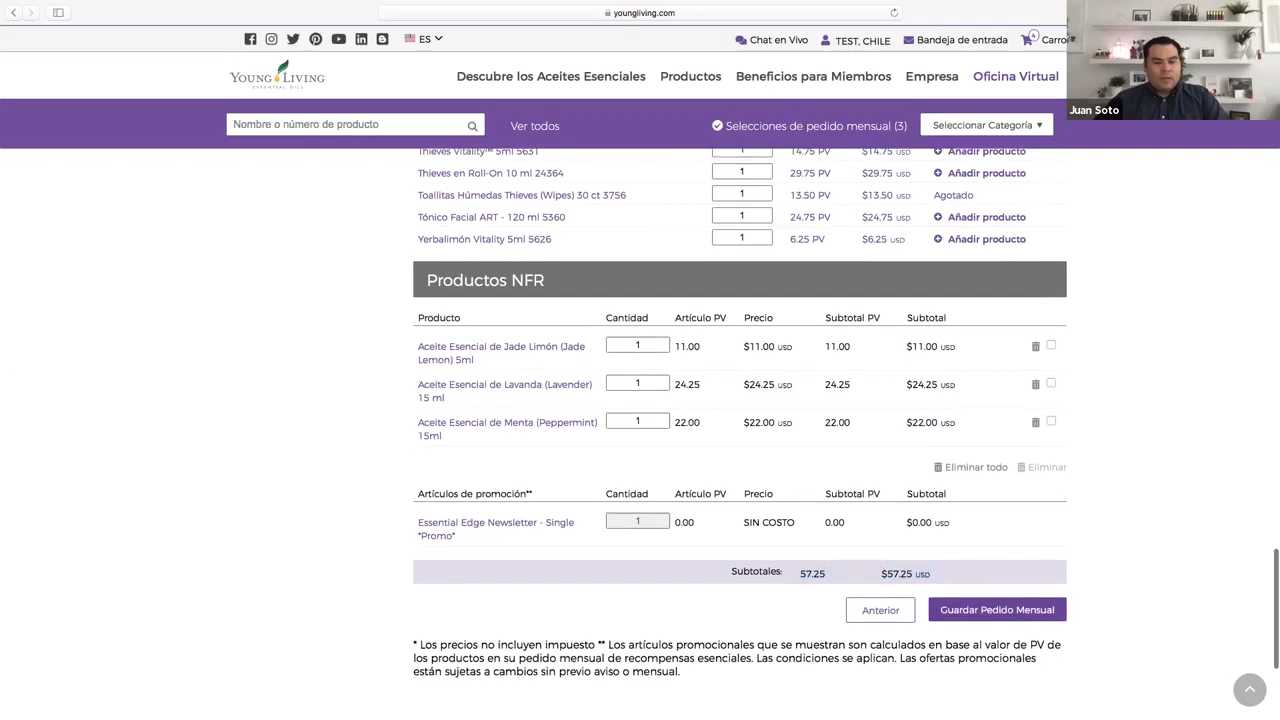 youngliving.com
ES
Chat en Vivo
TEST, CHILE
Bandeja de entrada
4
Carro
YOUNG LIVING
ESSENTIAL OILS
Descubre los Aceites Esenciales
Productos
Beneficios para Miembros
Empresa
Oficina Virtual
Juan Soto
Nombre o número de producto
Ver todos
Selecciones de pedido mensual (3)
Seleccionar Categoría ▼
Thieves Vitality™ 5ml 5631 1 14.75 PV $14.75 USD Añadir producto
Thieves en Roll-On 10 ml 24364 1 29.75 PV $29.75 USD Añadir producto
Toallitas Húmedas Thieves (Wipes) 30 ct 3756 1 13.50 PV $13.50 USD Agotado
Tónico Facial ART - 120 ml 5360 1 24.75 PV $24.75 USD Añadir producto
Yerbalimón Vitality 5ml 5626 1 6.25 PV $6.25 USD Añadir producto
Productos NFR
Producto Cantidad Artículo PV Precio Subtotal PV Subtotal
Aceite Esencial de Jade Limón (Jade 1 11.00 $11.00 USD 11.00 $11.00 USD
Lemon) 5ml
Aceite Esencial de Lavanda (Lavender) 1 24.25 $24.25 USD 24.25 $24.25 USD
15 ml
Aceite Esencial de Menta (Peppermint) 1 22.00 $22.00 USD 22.00 $22.00 USD
15ml
Eliminar todo Eliminar
Artículos de promoción** Cantidad Artículo PV Precio Subtotal PV Subtotal
Essential Edge Newsletter - Single 1 0.00 SIN COSTO 0.00 $0.00 USD
*Promo*
Subtotales: 57.25 $57.25 USD
Anterior Guardar Pedido Mensual
* Los precios no incluyen impuesto ** Los artículos promocionales que se muestran son calculados en base al valor de PV de
los productos en su pedido mensual de recompensas esenciales. Las condiciones se aplican. Las ofertas promocionales
están sujetas a cambios sin previo aviso o mensual.